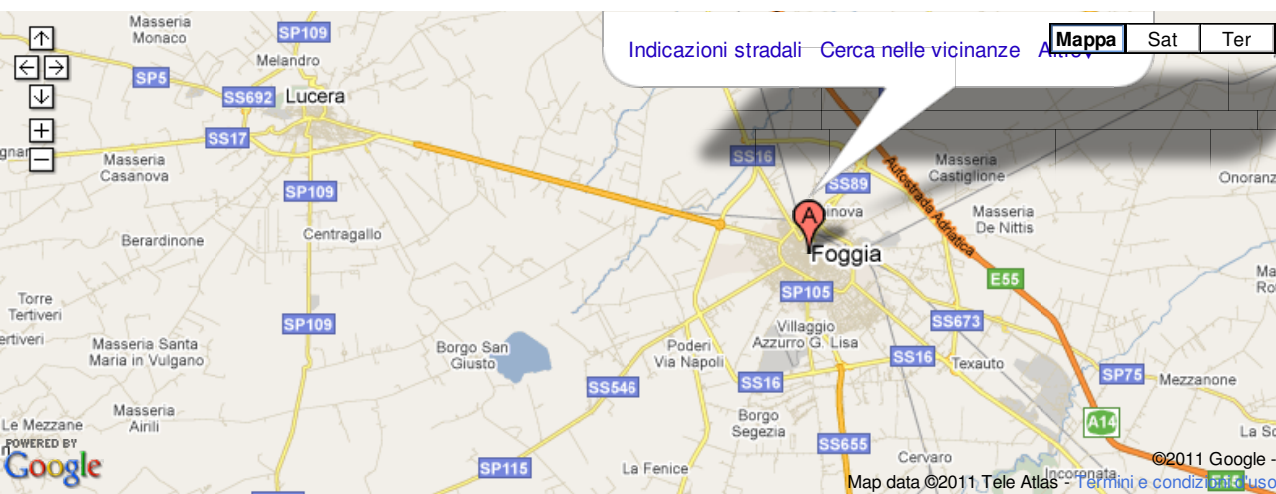 Masseria
Monaco
SP109
Melandro
SP5
SS692
Lucera
SS17
Masseria
Casanova
SP109
Berardinone
Centragallo
Torre
Tertiveri
SP109
Masseria Santa
Maria in Vulgano
Borgo San
Giusto
Masseria
Airili
Le Mezzane
POWERED BY
Google
SP115
SS546
La Fenice
Indicazioni stradali Cerca nelle vicinanze
Mappa Sat Ter
SS16
SS89
Autostrada Adriatica
Masseria
Castiglione
Masseria
De Nittis
A
Foggia
E55
SP105
Villaggio
Azzurro G. Lisa
SS673
Poderi
Via Napoli
SS16
Texauto
SS16
SP75
Mezzanone
Borgo
Segezia
A14
SS655
Cervaro
Incoronata
©2011 Google -
Map data ©2011 Tele Atlas - Termini e condizioni d'uso